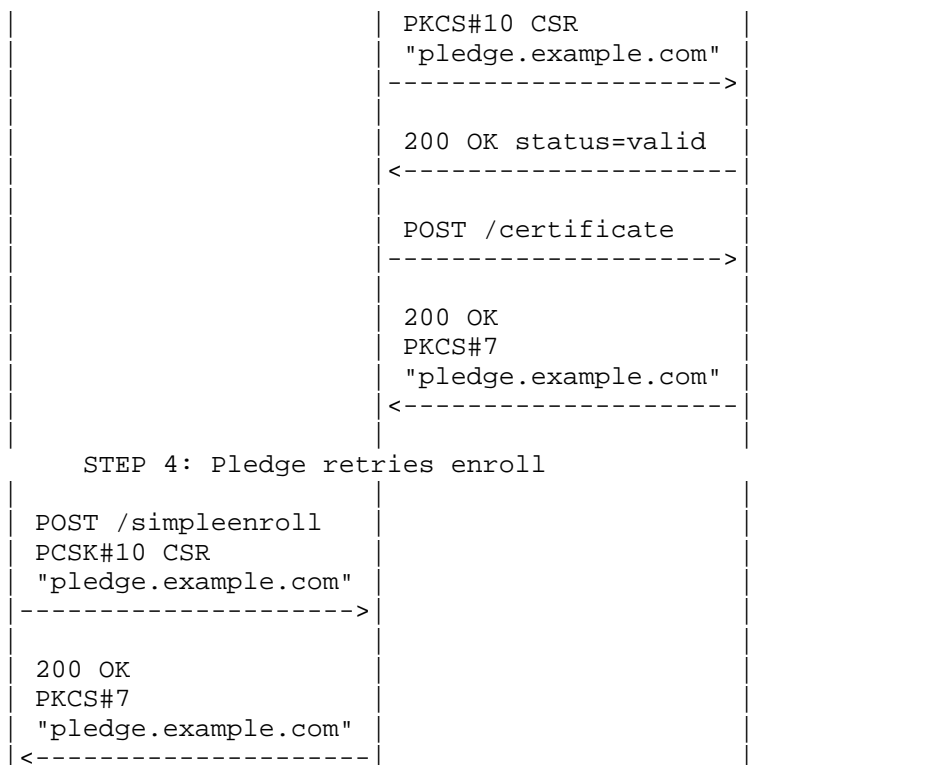 PKCS#10 CSR
"pledge.example.com"
--------------------->
200 OK status=valid
<---------------------
POST /certificate
--------------------->
200 OK
PKCS#7
"pledge.example.com"
<---------------------
STEP 4: Pledge retries enroll
POST /simpleenroll
PCSK#10 CSR
"pledge.example.com"
--------------------->
200 OK
PKCS#7
"pledge.example.com"
<---------------------